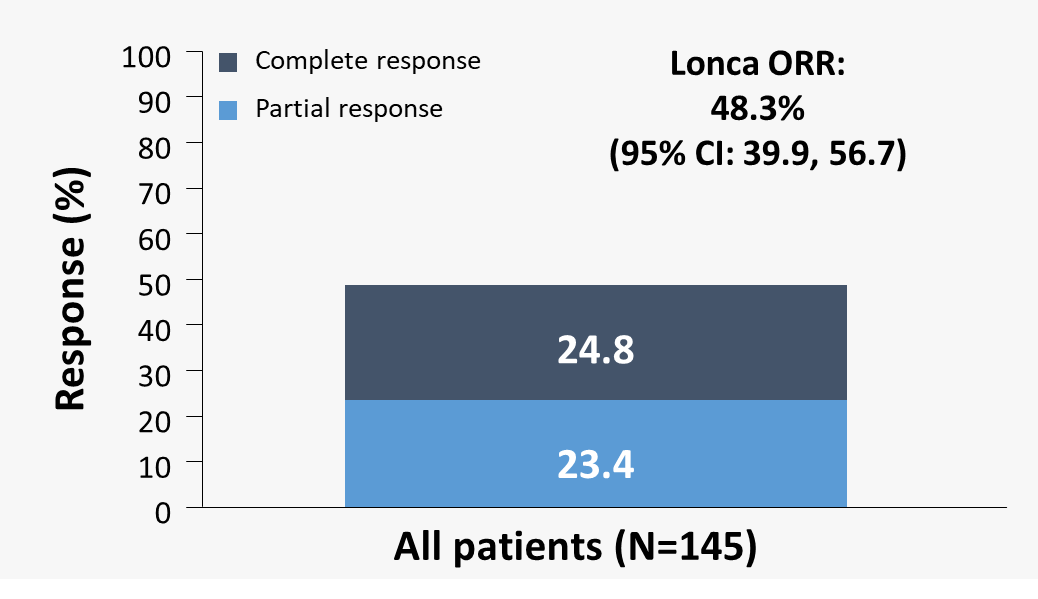 Complete response
Partial response
Lonca ORR:
48.3%
(95% CI: 39.9, 56.7)
Response (%)
100
90
80
70
60
50
40
30
20
10
0
24.8
23.4
All patients (N=145)